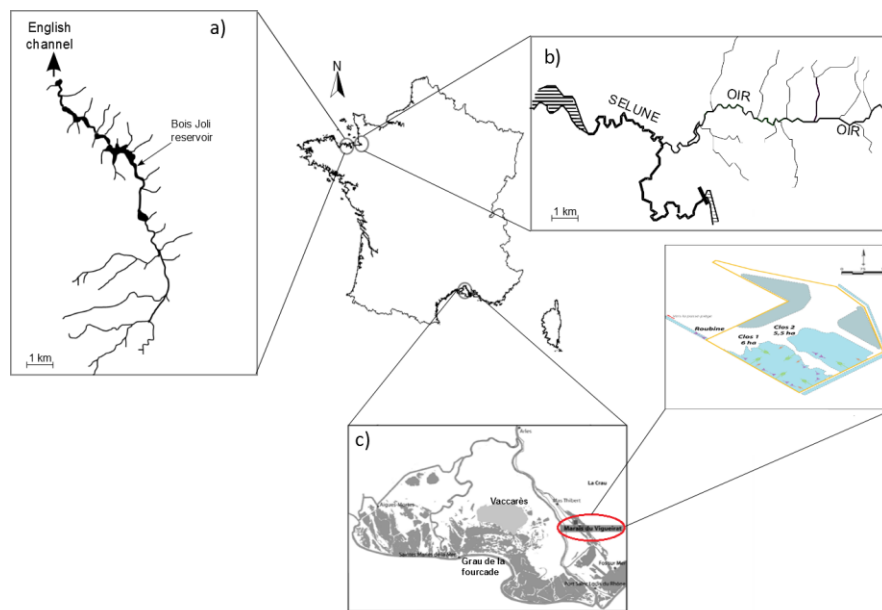 a)
English
channel
Bois Joli
reservoir
1 km
N
b)
SELUNE
OIR
OIR
1 km
Roubine
Clos 1
6 ha
Clos 2
5,5 ha
c)
Arles
La Crau
Mas Thibert
Vaccarès
Marais du Vigueirat
Grau de la
fourcade